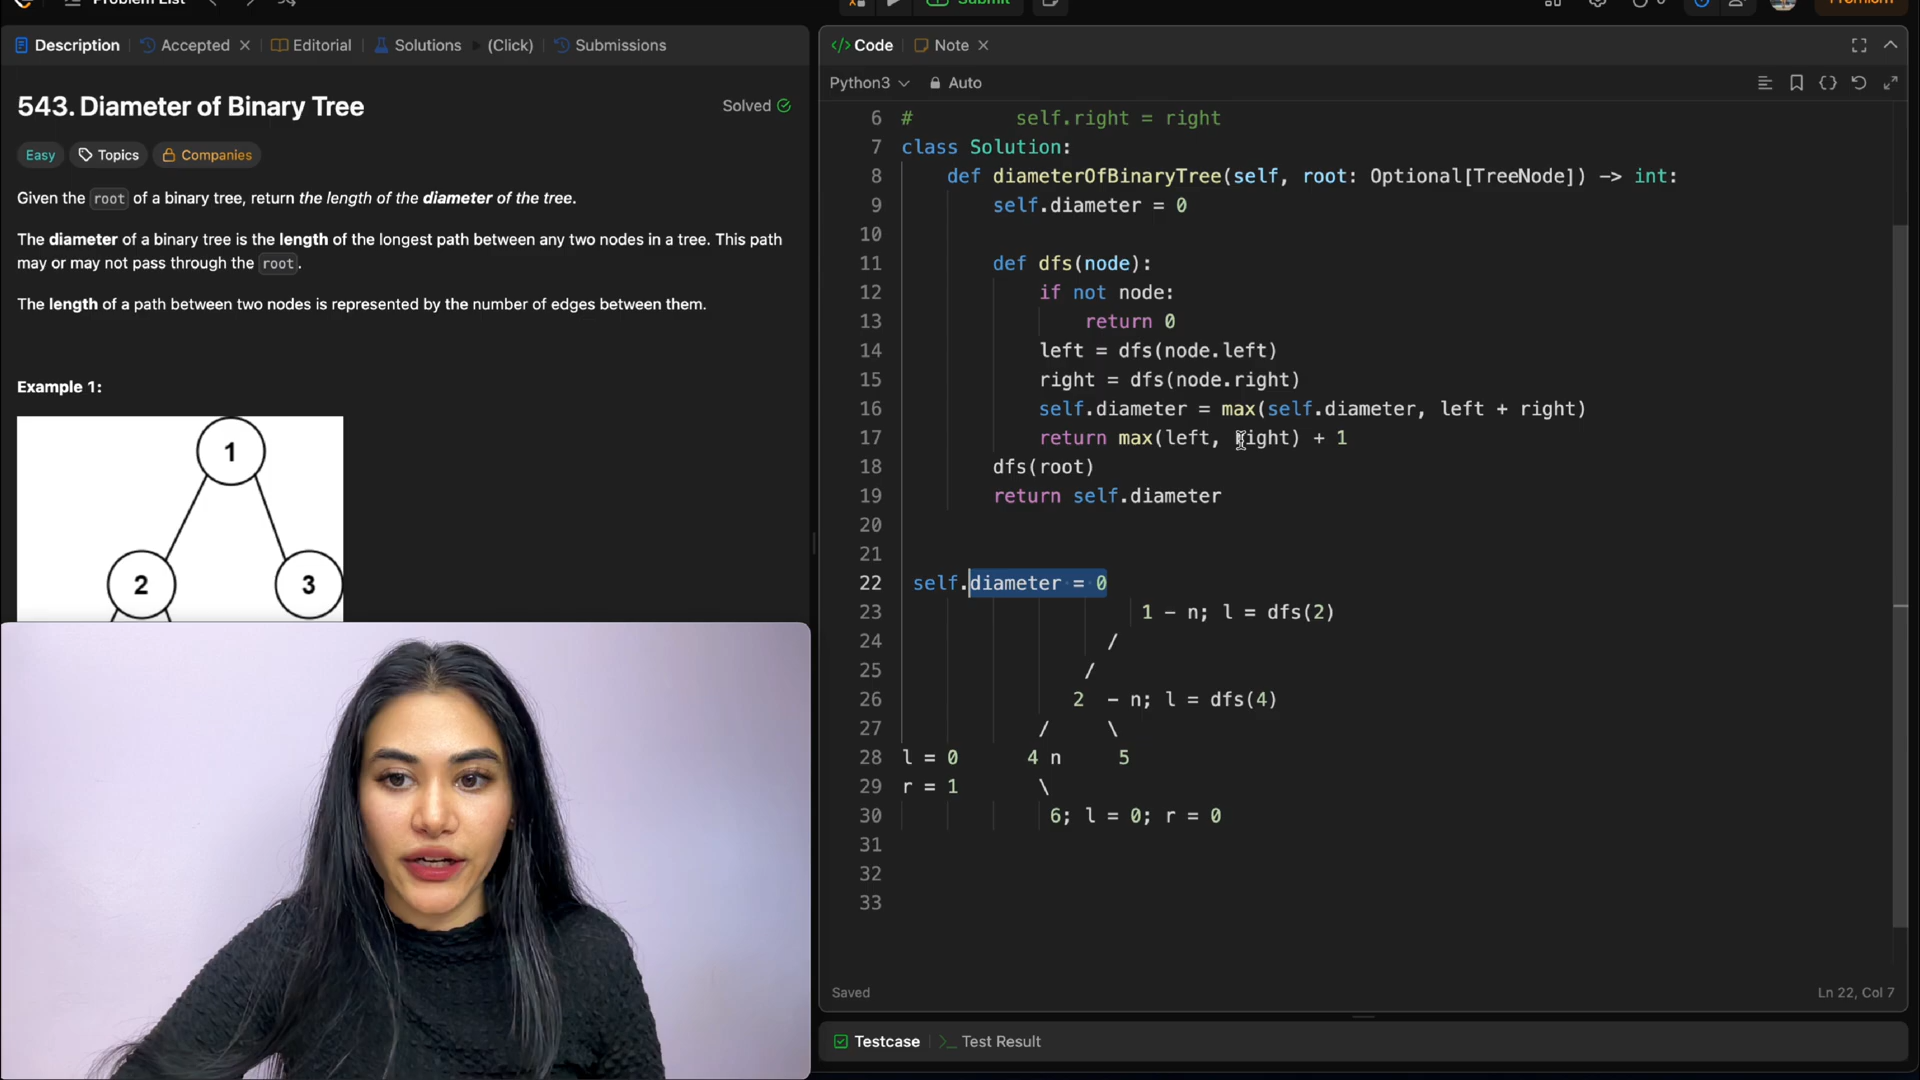 Problem List
Submit
0
Premium
Description
Accepted
Editorial
Solutions
(Click)
Submissions
543. Diameter of Binary Tree
Solved
Easy
Topics
Companies
Given the root of a binary tree, return the length of the diameter of the tree.
The diameter of a binary tree is the length of the longest path between any two nodes in a tree. This path
may or may not pass through the root.
The length of a path between two nodes is represented by the number of edges between them.
Example 1:
1
2
3
</> Code
Note
Python3
Auto
6 # self.right = right
7 class Solution:
8 def diameterOfBinaryTree(self, root: Optional[TreeNode]) -> int:
9 self.diameter = 0
10
11 def dfs(node):
12 if not node:
13 return 0
14 left = dfs(node.left)
15 right = dfs(node.right)
16 self.diameter = max(self.diameter, left + right)
17 return max(left, right) + 1
18 dfs(root)
19 return self.diameter
20
21
22 self.diameter = 0
23 1 - n; l = dfs(2)
24 /
25 /
26 2 - n; l = dfs(4)
27 / \
28 l = 0 4 n 5
29 r = 1 \
30 6; l = 0; r = 0
31
32
33
Saved
Ln 22, Col 7
Testcase
>_ Test Result